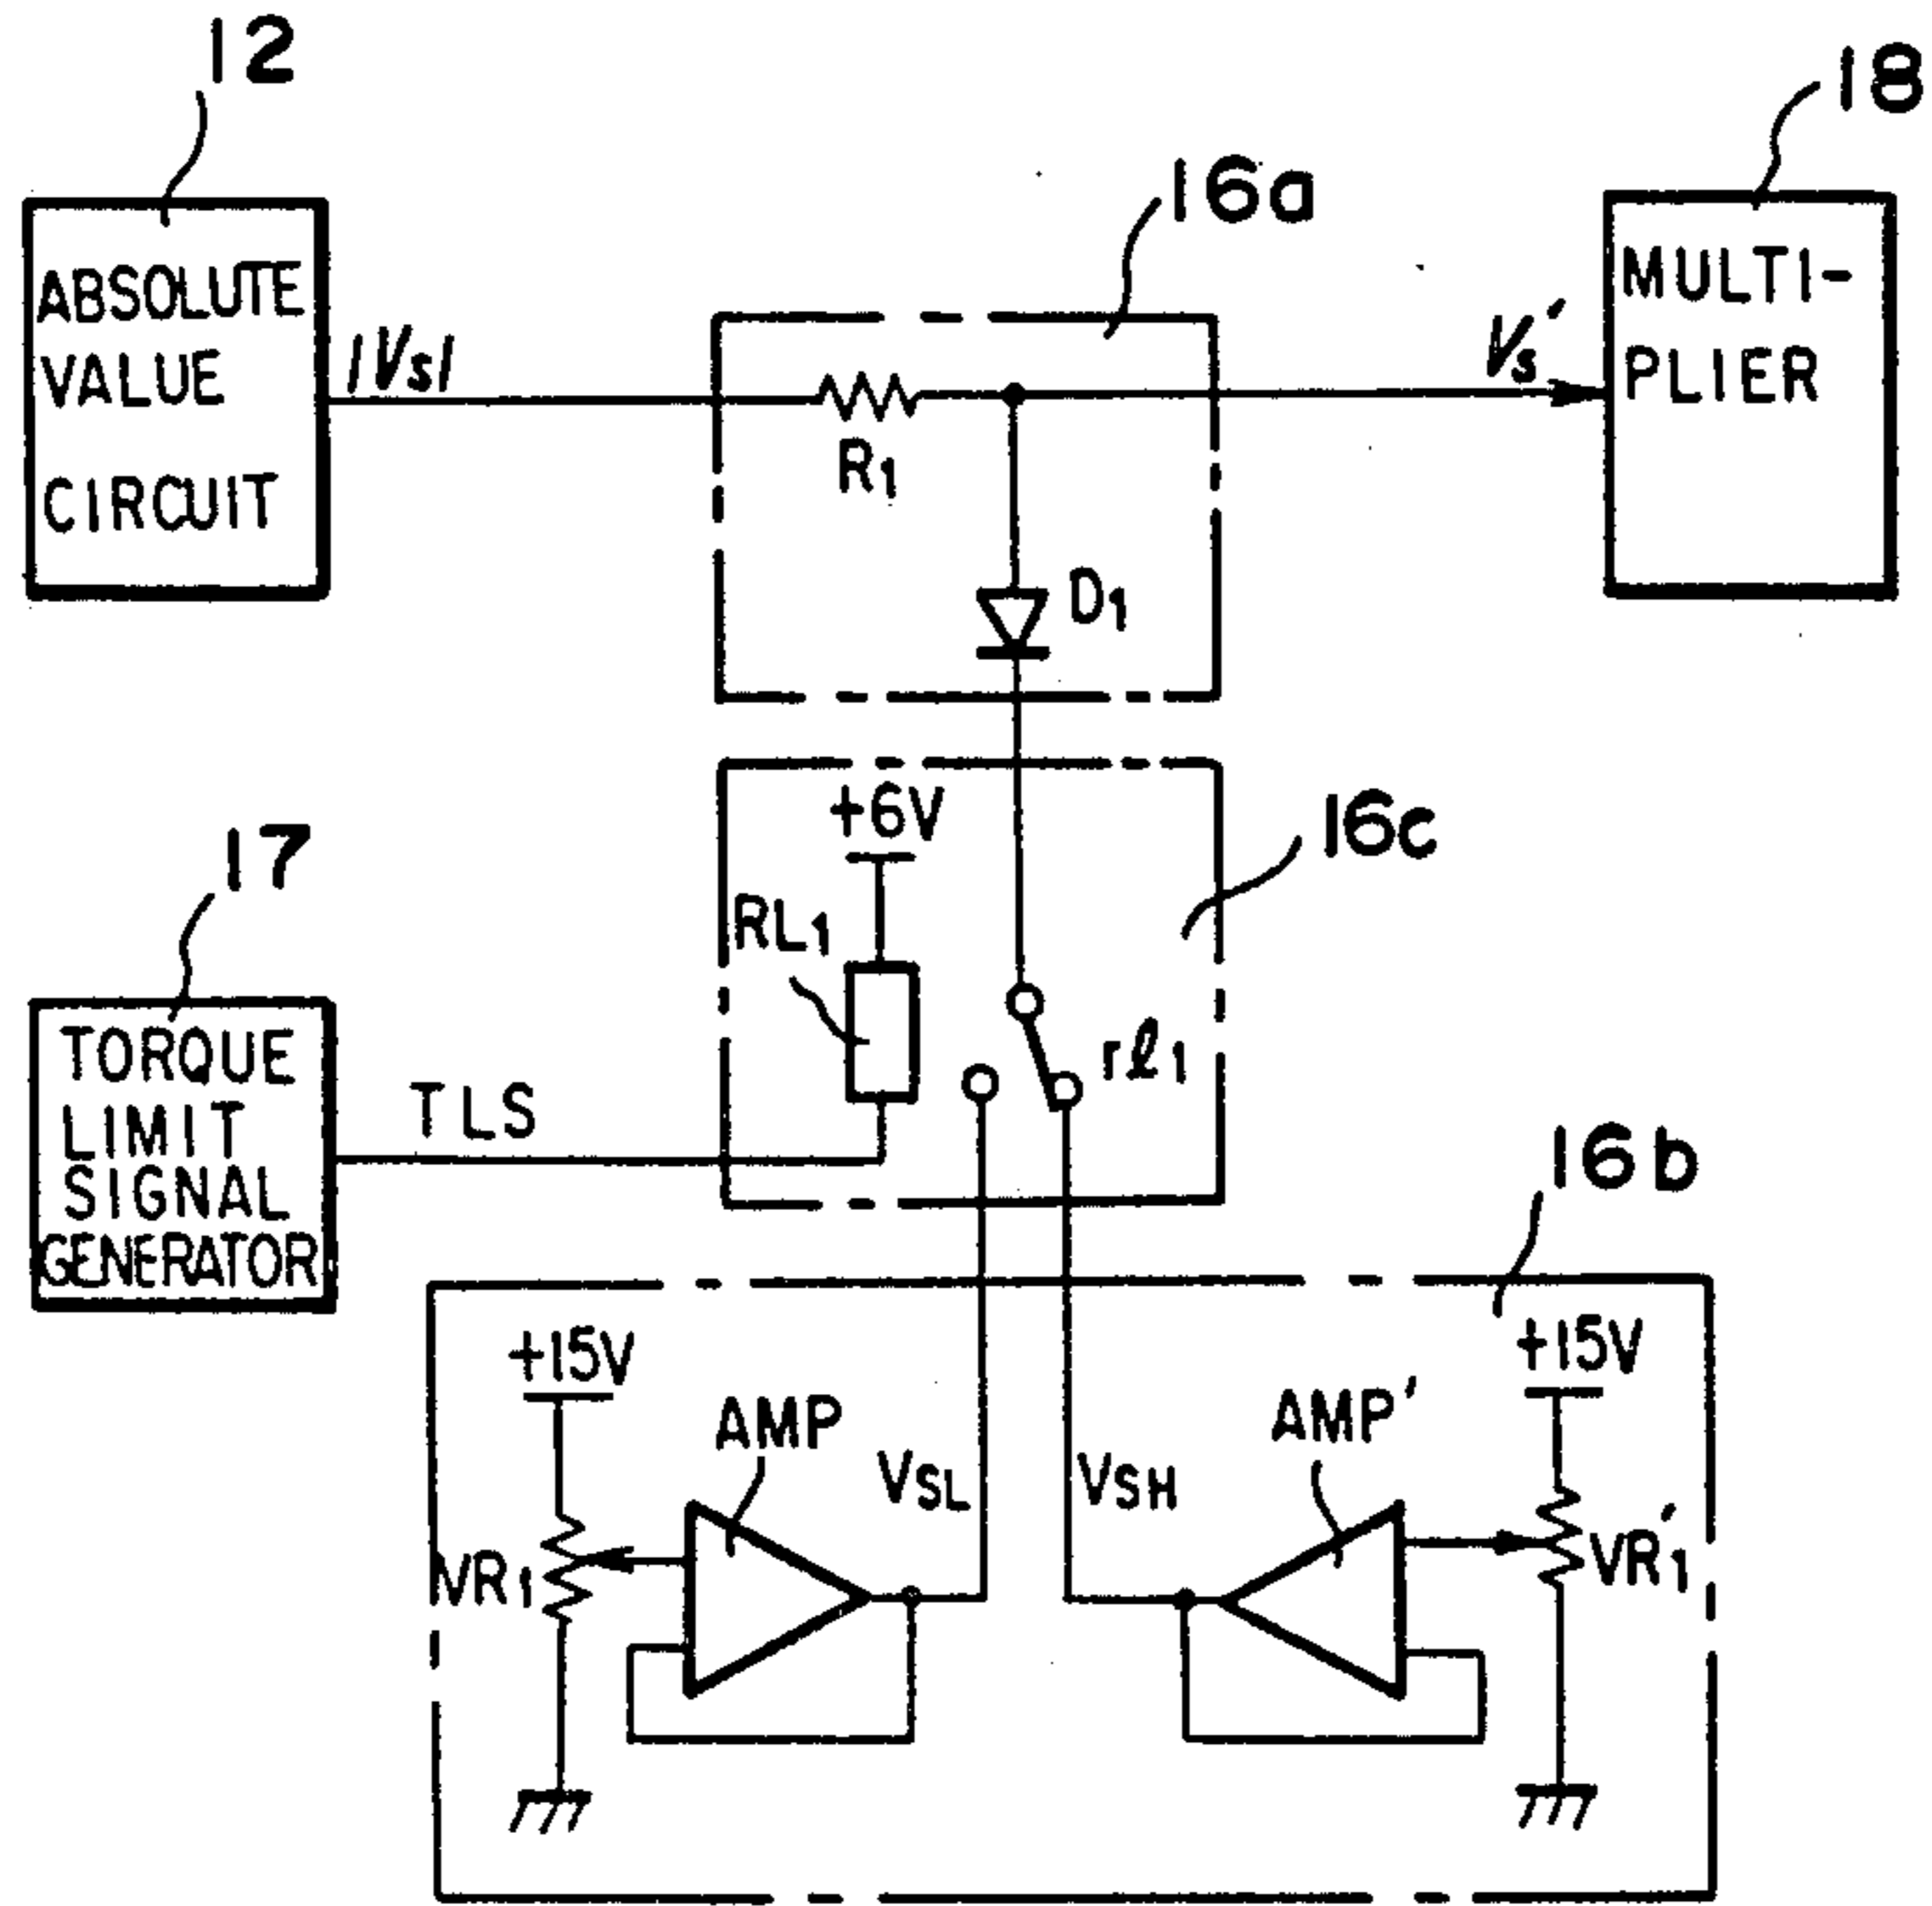 12
18
16a
ABSOLUTE
VALUE
CIRCUIT
|Vs|
Vs'
MULTI-
PLIER
R1
D1
+6V
16c
17
RL1
rℓ1
TORQUE
LIMIT
SIGNAL
GENERATOR
TLS
16b
+15V
AMP
VSL
VSH
AMP'
+15V
VR1
VR1'